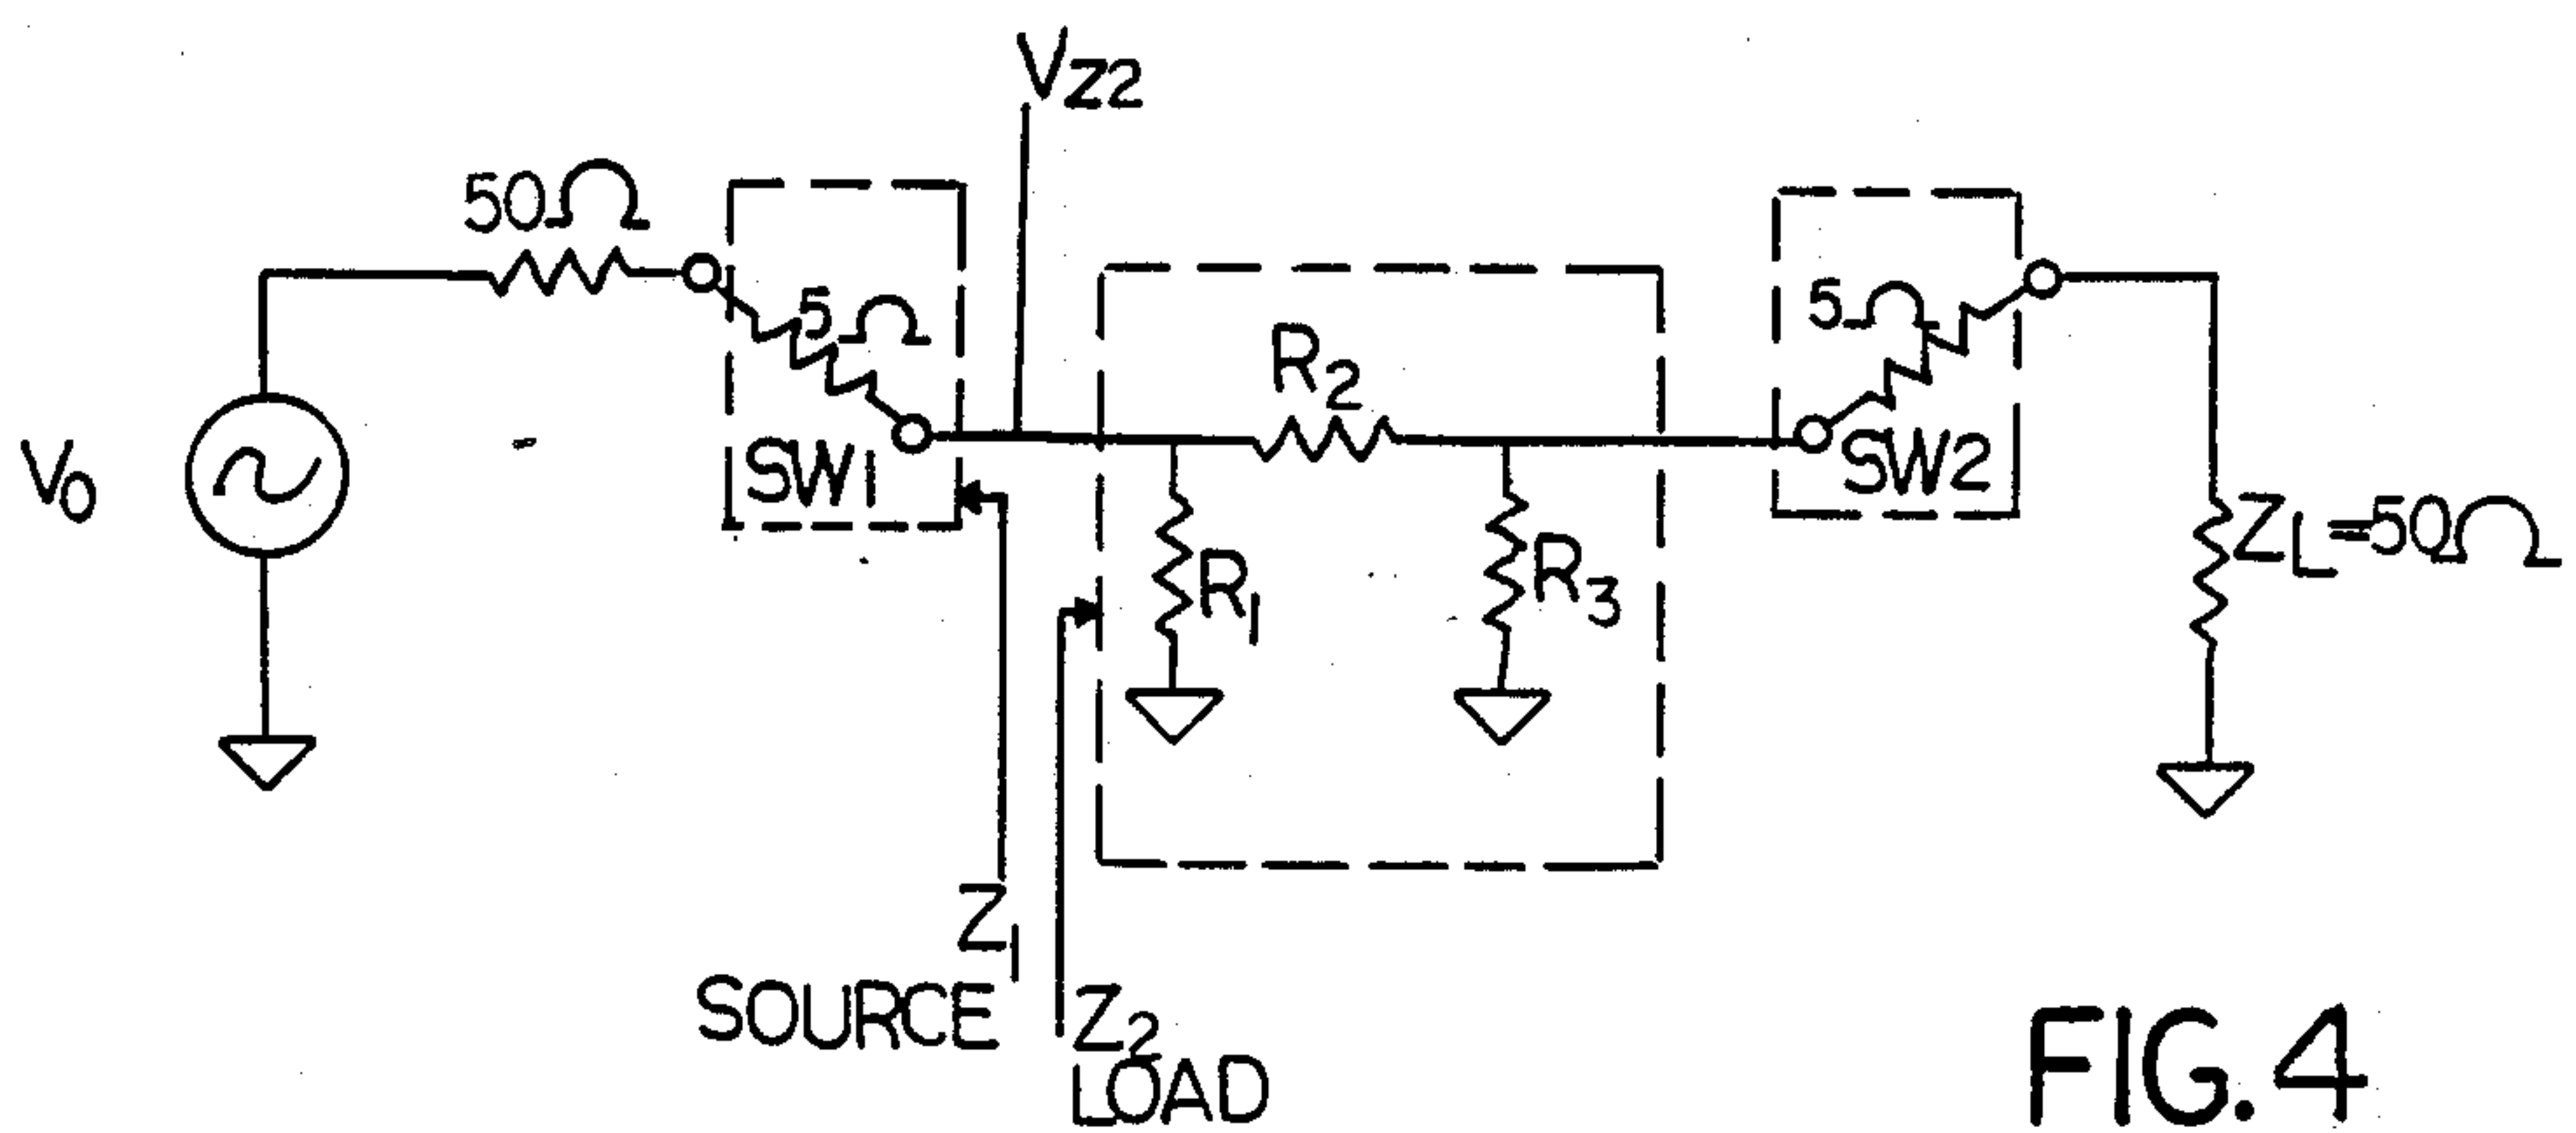 VZ2
50Ω
5Ω
SW1
V0
R2
R1
R3
5Ω
SW2
ZL=50Ω
Z1
SOURCE
Z2
LOAD
FIG. 4